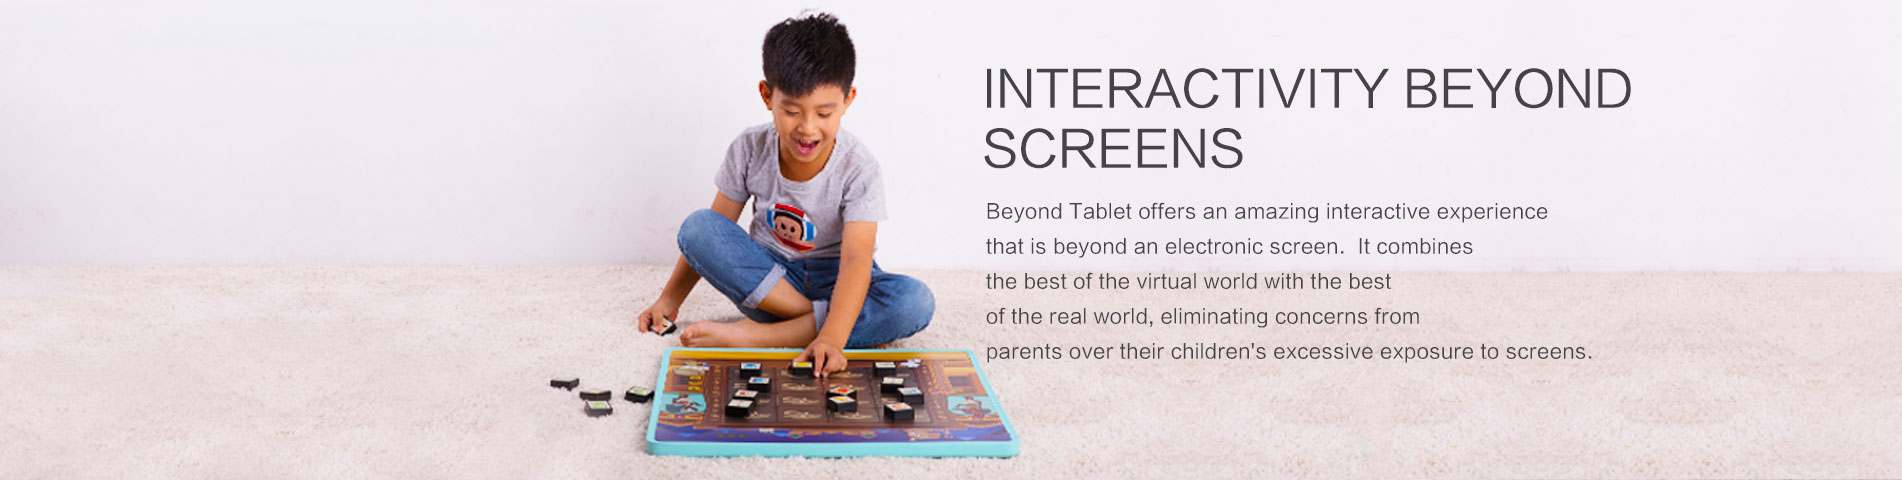 INTERACTIVITY BEYOND
SCREENS
Beyond Tablet offers an amazing interactive experience
that is beyond an electronic screen.  It combines
the best of the virtual world with the best
of the real world, eliminating concerns from
parents over their children's excessive exposure to screens.